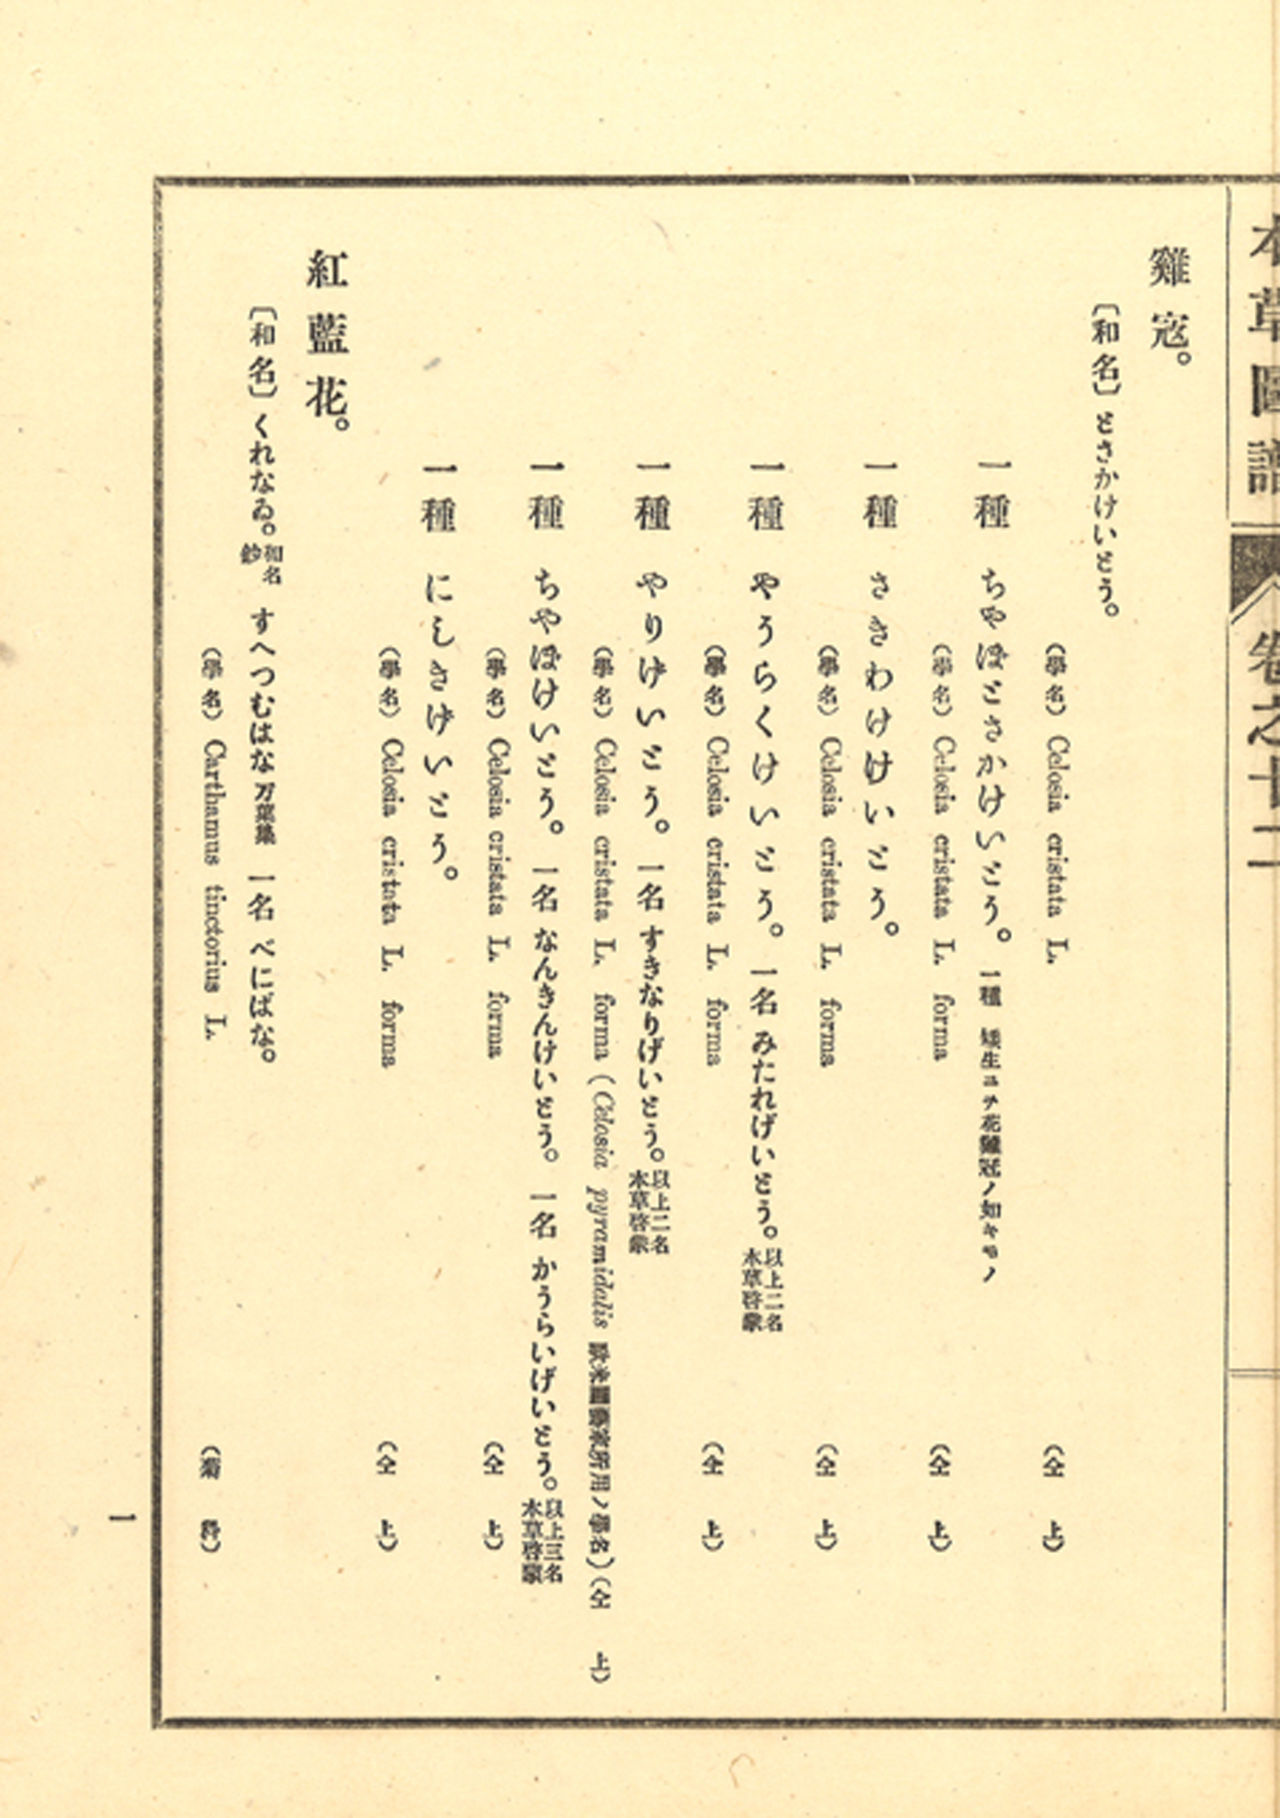 本草圖譜 卷之十二
雞寇。
〔和名〕とさかけいとう。
(學名) Celosia cristata L. (仝上)
一種 ちやぼとさかけいとう。 一種 矮生ニテ花雞冠ノ如キモノ
(學名) Celosia cristata L. forma (仝上)
一種 さきわけけいとう。
(學名) Celosia cristata L. forma (仝上)
一種 やうらくけいとう。 一名 みたれげいとう。 以上二名本草啓蒙
(學名) Celosia cristata L. forma (仝上)
一種 やりげいとう。 一名 すきなりげいとう。 以上二名本草啓蒙
(學名) Celosia cristata L. forma (Celosia pyramidalis 歐米園藝家所用ノ學名) (仝上)
一種 ちやぼけいとう。 一名 なんきんけいとう。 一名 かうらいげいとう。 以上三名本草啓蒙
(學名) Celosia cristata L. forma (仝上)
一種 にしきげいとう。
(學名) Celosia cristata L. forma (仝上)
紅藍花。
〔和名〕くれなゐ。 和名鈔 すへつむはな 万葉集 一名 べにばな。
(學名) Carthamus tinctorius L. (菊科)
一